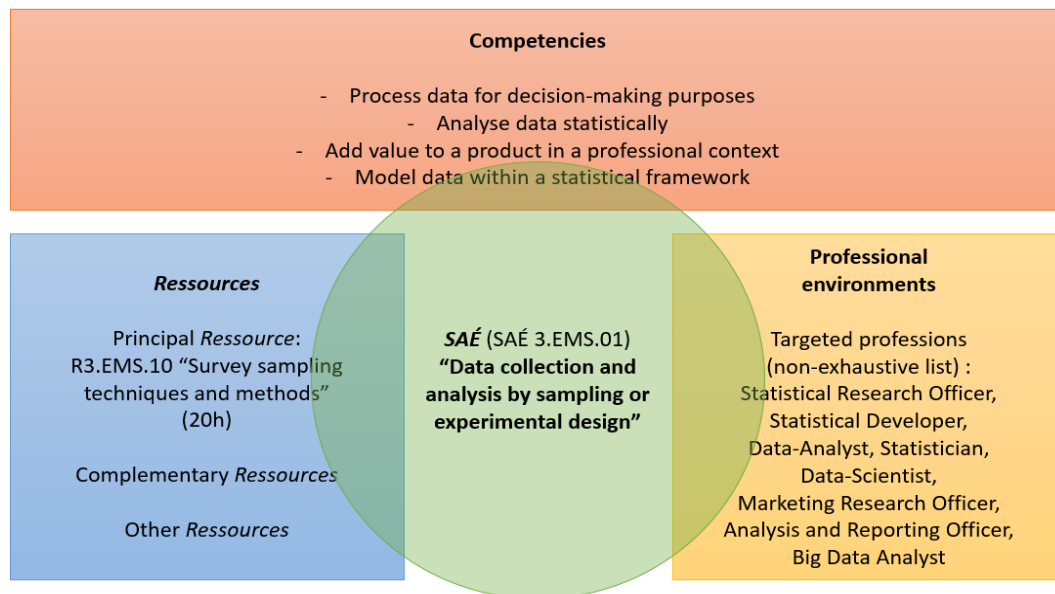 Competencies
- Process data for decision-making purposes
- Analyse data statistically
- Add value to a product in a professional context
- Model data within a statistical framework
Ressources
Principal Ressource:
R3.EMS.10 “Survey sampling
techniques and methods”
(20h)
Complementary Ressources
Other Ressources
SAÉ (SAÉ 3.EMS.01)
“Data collection and
analysis by sampling or
experimental design”
Professional
environments
Targeted professions
(non-exhaustive list) :
Statistical Research Officer,
Statistical Developer,
Data-Analyst, Statistician,
Data-Scientist,
Marketing Research Officer,
Analysis and Reporting Officer,
Big Data Analyst